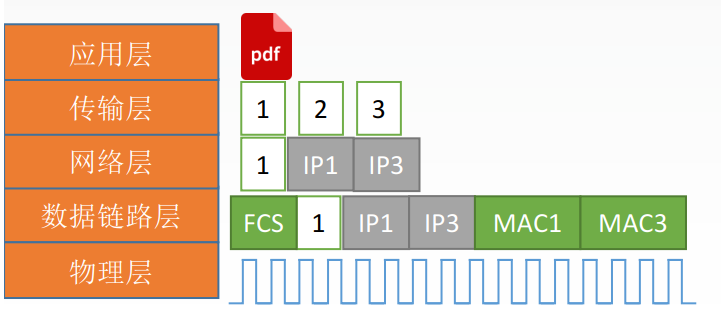 应用层
pdf
传输层
1 2 3
网络层
1 IP1 IP3
数据链路层
FCS 1 IP1 IP3 MAC1 MAC3
物理层